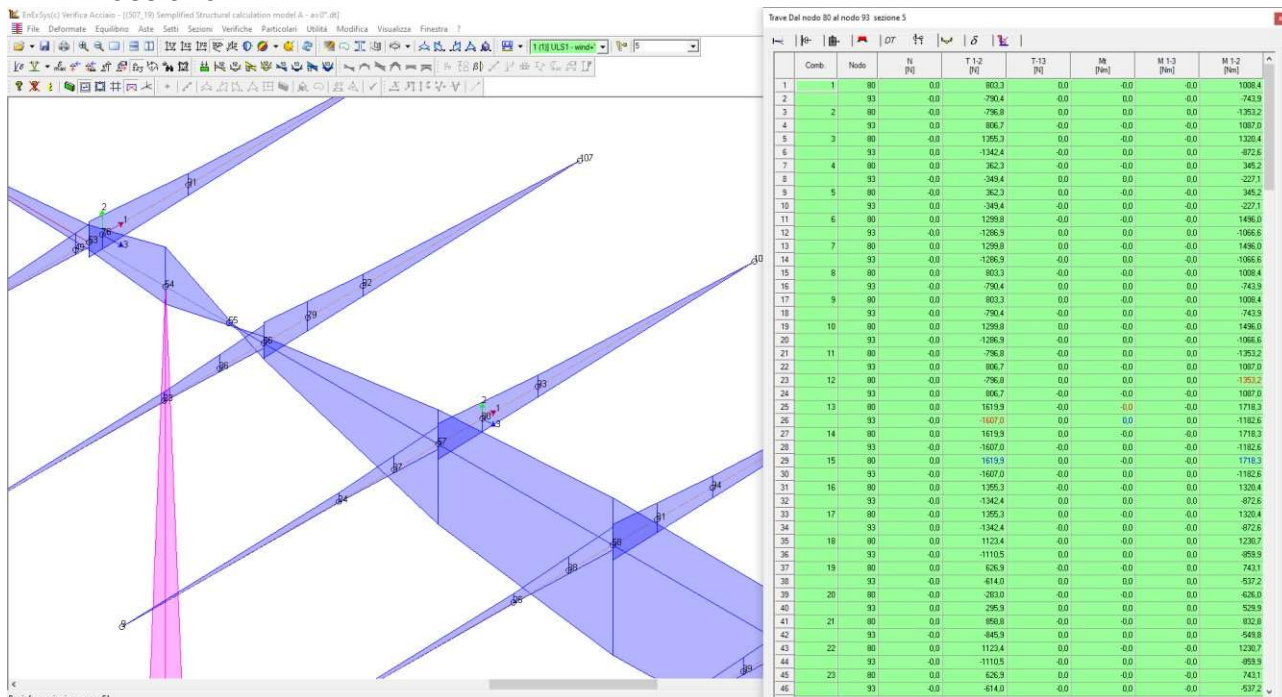 EnExSys(c) Verifica Acciaio - [(507_19) Semplified Structural calculation model A - a=0°.dt]
File Deformate Equilibrio Aste Setti Sezioni Verifiche Particolari Utilità Modifica Visualizza Finestra ?
1 (1)] ULS1 - wind+
5
107
91
2
1
76
53
49
3
54
92
79
55
56
93
2
1
3
57
94
81
58
9
Trave Dal nodo 80 al nodo 93 sezione 5
DT
δ
Comb. Nodo N T 1-2 T-13 Mt M 1-3 M 1-2
[N] [N] [N] [Nm] [Nm] [Nm]
1 1 80 0,0 803,3 0,0 -0,0 -0,0 1008,4
2 93 -0,0 -790,4 -0,0 0,0 -0,0 -743,9
3 2 80 -0,0 -796,8 -0,0 0,0 0,0 -1353,2
4 93 0,0 806,7 0,0 -0,0 0,0 1087,0
5 3 80 0,0 1355,3 0,0 -0,0 -0,0 1320,4
6 93 -0,0 -1342,4 -0,0 0,0 -0,0 -872,6
7 4 80 0,0 362,3 0,0 -0,0 -0,0 345,2
8 93 -0,0 -349,4 -0,0 0,0 -0,0 -227,1
9 5 80 0,0 362,3 0,0 -0,0 -0,0 345,2
10 93 -0,0 -349,4 -0,0 0,0 -0,0 -227,1
11 6 80 0,0 1299,8 0,0 -0,0 -0,0 1496,0
12 93 -0,0 -1286,9 -0,0 0,0 -0,0 -1066,6
13 7 80 0,0 1299,8 0,0 -0,0 -0,0 1496,0
14 93 -0,0 -1286,9 -0,0 0,0 -0,0 -1066,6
15 8 80 0,0 803,3 0,0 -0,0 -0,0 1008,4
16 93 -0,0 -790,4 -0,0 0,0 -0,0 -743,9
17 9 80 0,0 803,3 0,0 -0,0 -0,0 1008,4
18 93 -0,0 -790,4 -0,0 0,0 -0,0 -743,9
19 10 80 0,0 1299,8 0,0 -0,0 -0,0 1496,0
20 93 -0,0 -1286,9 -0,0 0,0 -0,0 -1066,6
21 11 80 -0,0 -796,8 -0,0 0,0 0,0 -1353,2
22 93 0,0 806,7 0,0 -0,0 0,0 1087,0
23 12 80 -0,0 -796,8 -0,0 0,0 0,0 -1353,2
24 93 0,0 806,7 0,0 -0,0 0,0 1087,0
25 13 80 0,0 1619,9 0,0 -0,0 -0,0 1718,3
26 93 -0,0 -1607,0 -0,0 0,0 -0,0 -1182,6
27 14 80 0,0 1619,9 0,0 -0,0 -0,0 1718,3
28 93 -0,0 -1607,0 -0,0 0,0 -0,0 -1182,6
29 15 80 0,0 1619,9 0,0 -0,0 -0,0 1718,3
30 93 -0,0 -1607,0 -0,0 0,0 -0,0 -1182,6
31 16 80 0,0 1355,3 0,0 -0,0 -0,0 1320,4
32 93 -0,0 -1342,4 -0,0 0,0 -0,0 -872,6
33 17 80 0,0 1355,3 0,0 -0,0 -0,0 1320,4
34 93 -0,0 -1342,4 -0,0 0,0 -0,0 -872,6
35 18 80 0,0 1123,4 0,0 -0,0 -0,0 1230,7
36 93 -0,0 -1110,5 -0,0 0,0 -0,0 -859,9
37 19 80 0,0 626,9 0,0 -0,0 -0,0 743,1
38 93 -0,0 -614,0 -0,0 0,0 -0,0 -537,2
39 20 80 -0,0 -283,0 -0,0 0,0 0,0 -626,0
40 93 0,0 295,9 0,0 -0,0 0,0 529,9
41 21 80 0,0 858,8 0,0 -0,0 -0,0 832,8
42 93 -0,0 -845,9 -0,0 0,0 -0,0 -549,8
43 22 80 0,0 1123,4 0,0 -0,0 -0,0 1230,7
44 93 -0,0 -1110,5 -0,0 0,0 -0,0 -859,9
45 23 80 0,0 626,9 0,0 -0,0 -0,0 743,1
46 93 -0,0 -614,0 -0,0 0,0 -0,0 -537,2